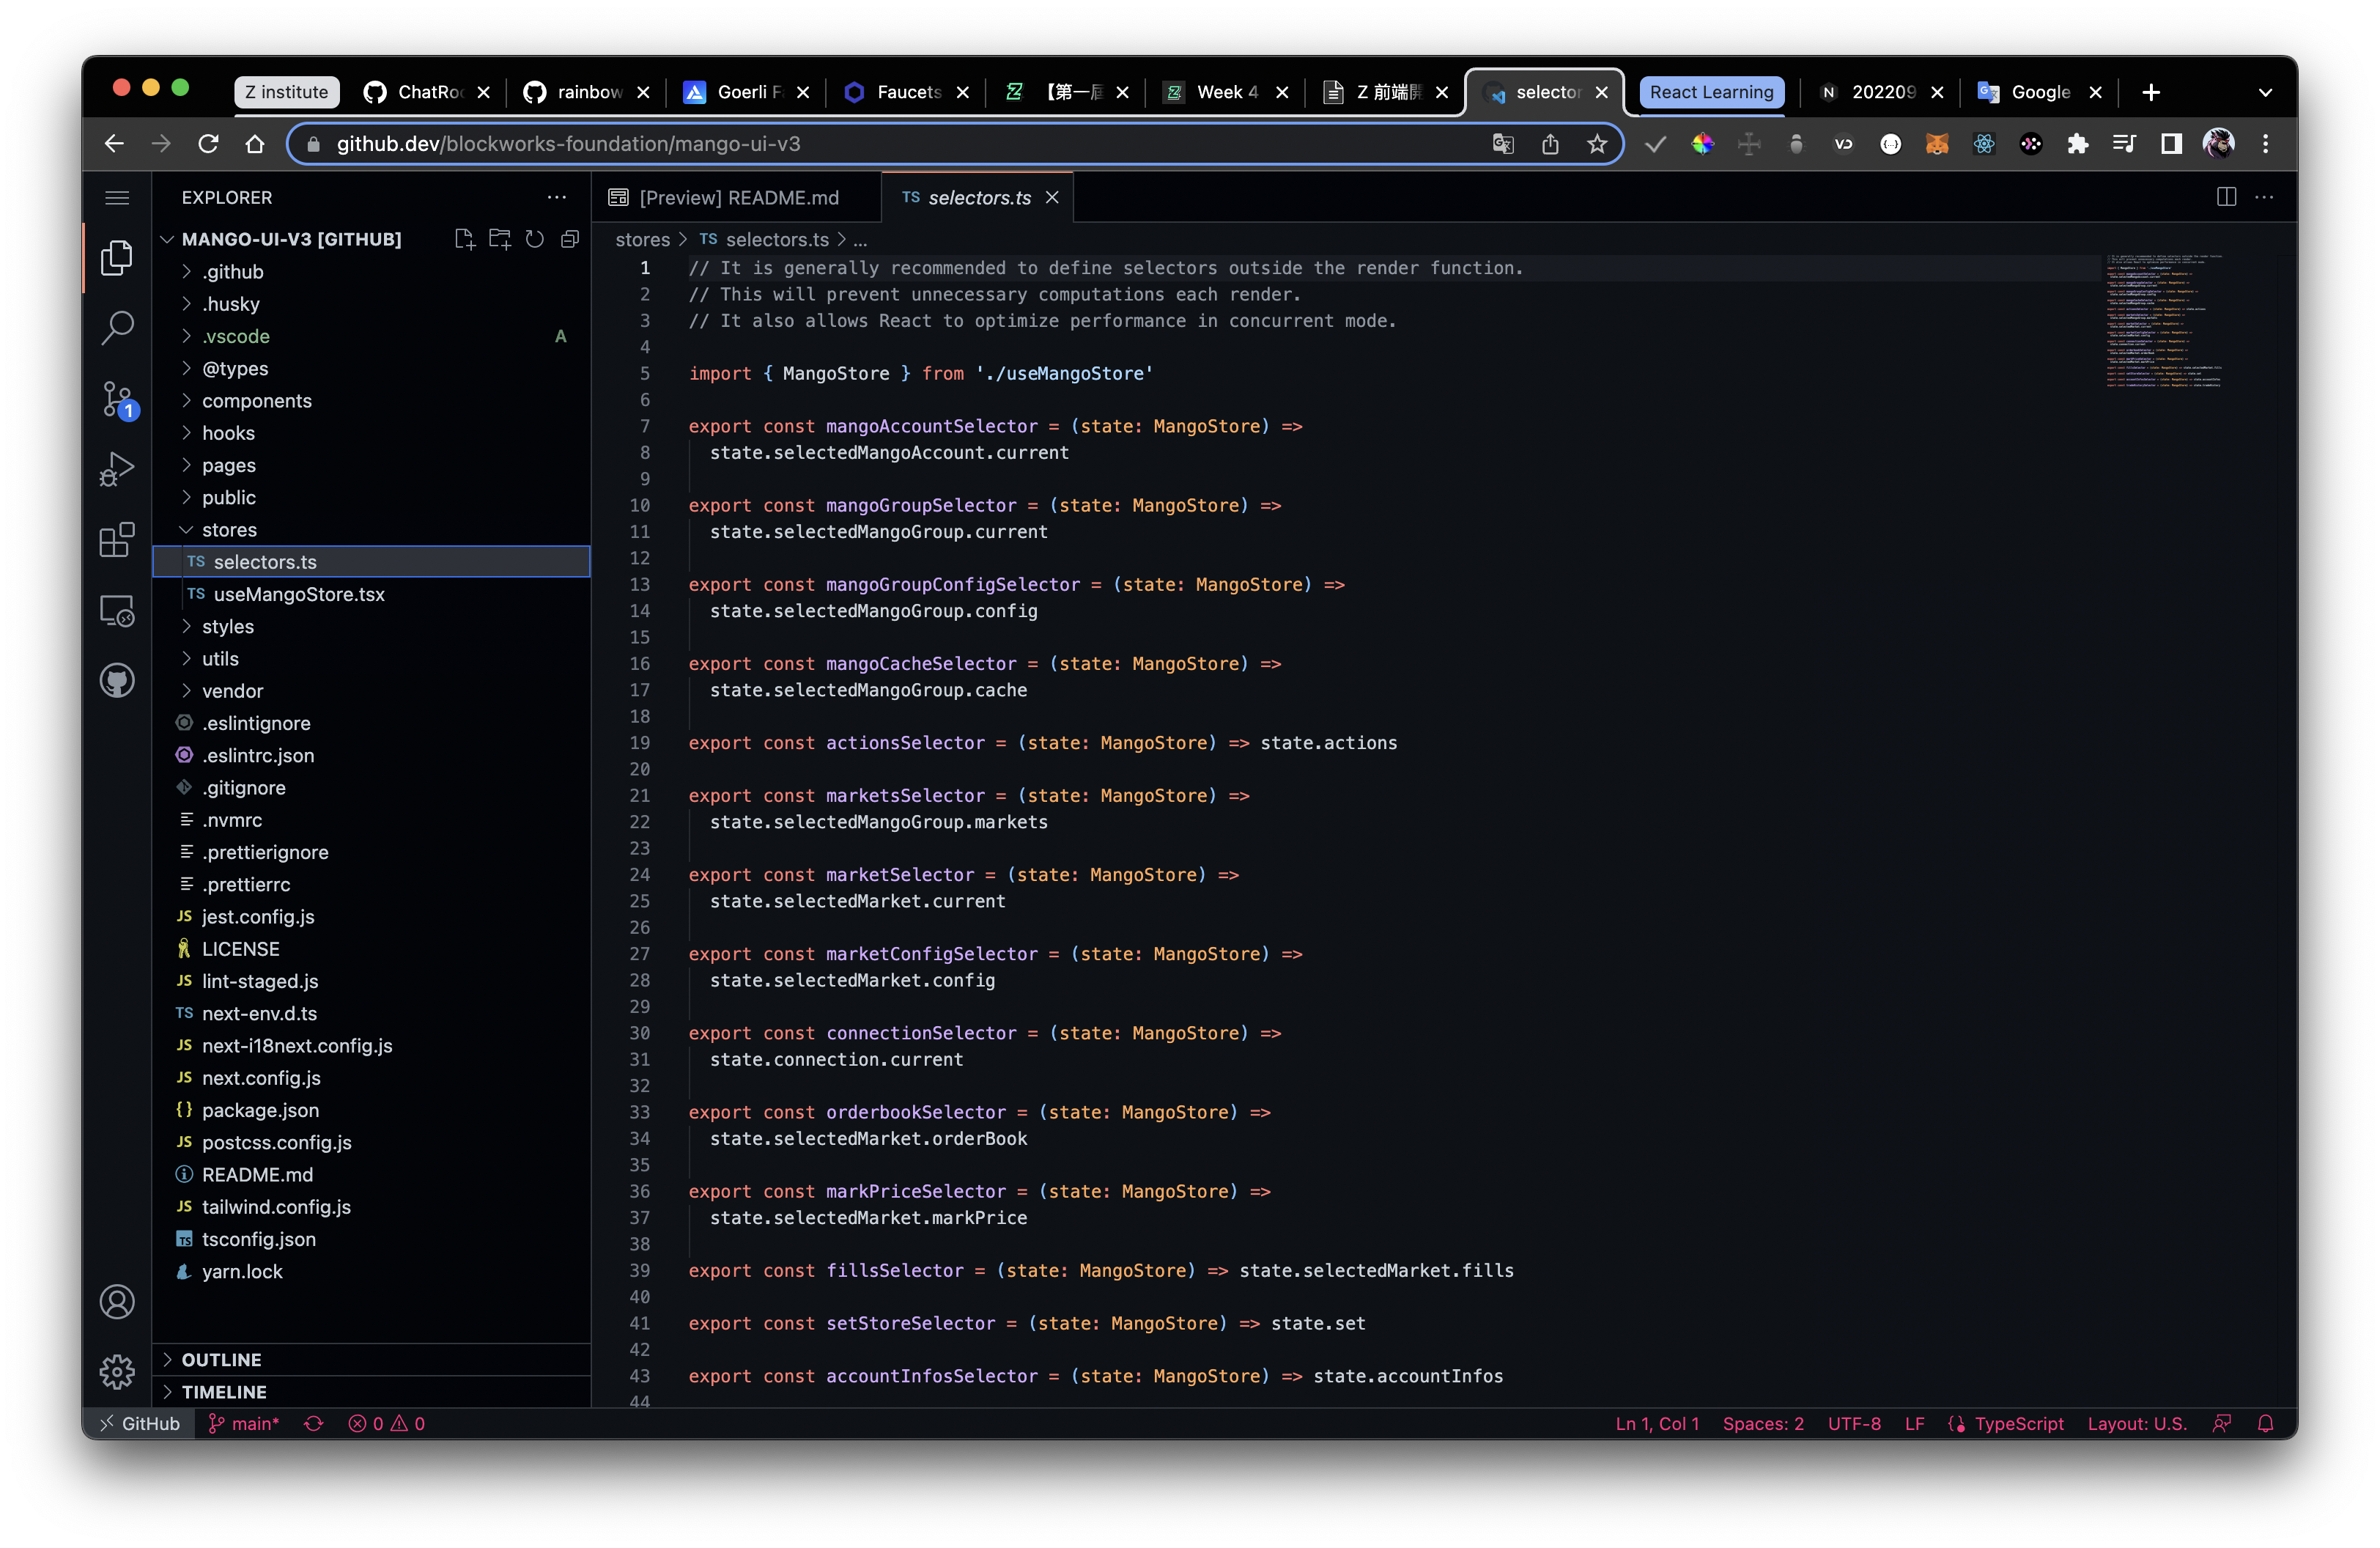 Z institute
ChatRoo
rainbow
Goerli Fa
Faucets
【第一屆
Week 4
Z 前端開
selector
React Learning
202209
Google
github.dev/blockworks-foundation/mango-ui-v3
EXPLORER
MANGO-UI-V3 [GITHUB]
.github
.husky
.vscode A
@types
components
hooks
pages
public
stores
TS selectors.ts
TS useMangoStore.tsx
styles
utils
vendor
.eslintignore
.eslintrc.json
.gitignore
.nvmrc
.prettierignore
.prettierrc
JS jest.config.js
LICENSE
JS lint-staged.js
TS next-env.d.ts
JS next-i18next.config.js
JS next.config.js
{} package.json
JS postcss.config.js
README.md
JS tailwind.config.js
TS tsconfig.json
yarn.lock
OUTLINE
TIMELINE
1
[Preview] README.md
TS selectors.ts
stores > TS selectors.ts > ...
1 // It is generally recommended to define selectors outside the render function.
2 // This will prevent unnecessary computations each render.
3 // It also allows React to optimize performance in concurrent mode.
4
5 import { MangoStore } from './useMangoStore'
6
7 export const mangoAccountSelector = (state: MangoStore) =>
8 state.selectedMangoAccount.current
9
10 export const mangoGroupSelector = (state: MangoStore) =>
11 state.selectedMangoGroup.current
12
13 export const mangoGroupConfigSelector = (state: MangoStore) =>
14 state.selectedMangoGroup.config
15
16 export const mangoCacheSelector = (state: MangoStore) =>
17 state.selectedMangoGroup.cache
18
19 export const actionsSelector = (state: MangoStore) => state.actions
20
21 export const marketsSelector = (state: MangoStore) =>
22 state.selectedMangoGroup.markets
23
24 export const marketSelector = (state: MangoStore) =>
25 state.selectedMarket.current
26
27 export const marketConfigSelector = (state: MangoStore) =>
28 state.selectedMarket.config
29
30 export const connectionSelector = (state: MangoStore) =>
31 state.connection.current
32
33 export const orderbookSelector = (state: MangoStore) =>
34 state.selectedMarket.orderBook
35
36 export const markPriceSelector = (state: MangoStore) =>
37 state.selectedMarket.markPrice
38
39 export const fillsSelector = (state: MangoStore) => state.selectedMarket.fills
40
41 export const setStoreSelector = (state: MangoStore) => state.set
42
43 export const accountInfosSelector = (state: MangoStore) => state.accountInfos
44
GitHub main* 0 0
Ln 1, Col 1 Spaces: 2 UTF-8 LF TypeScript Layout: U.S.